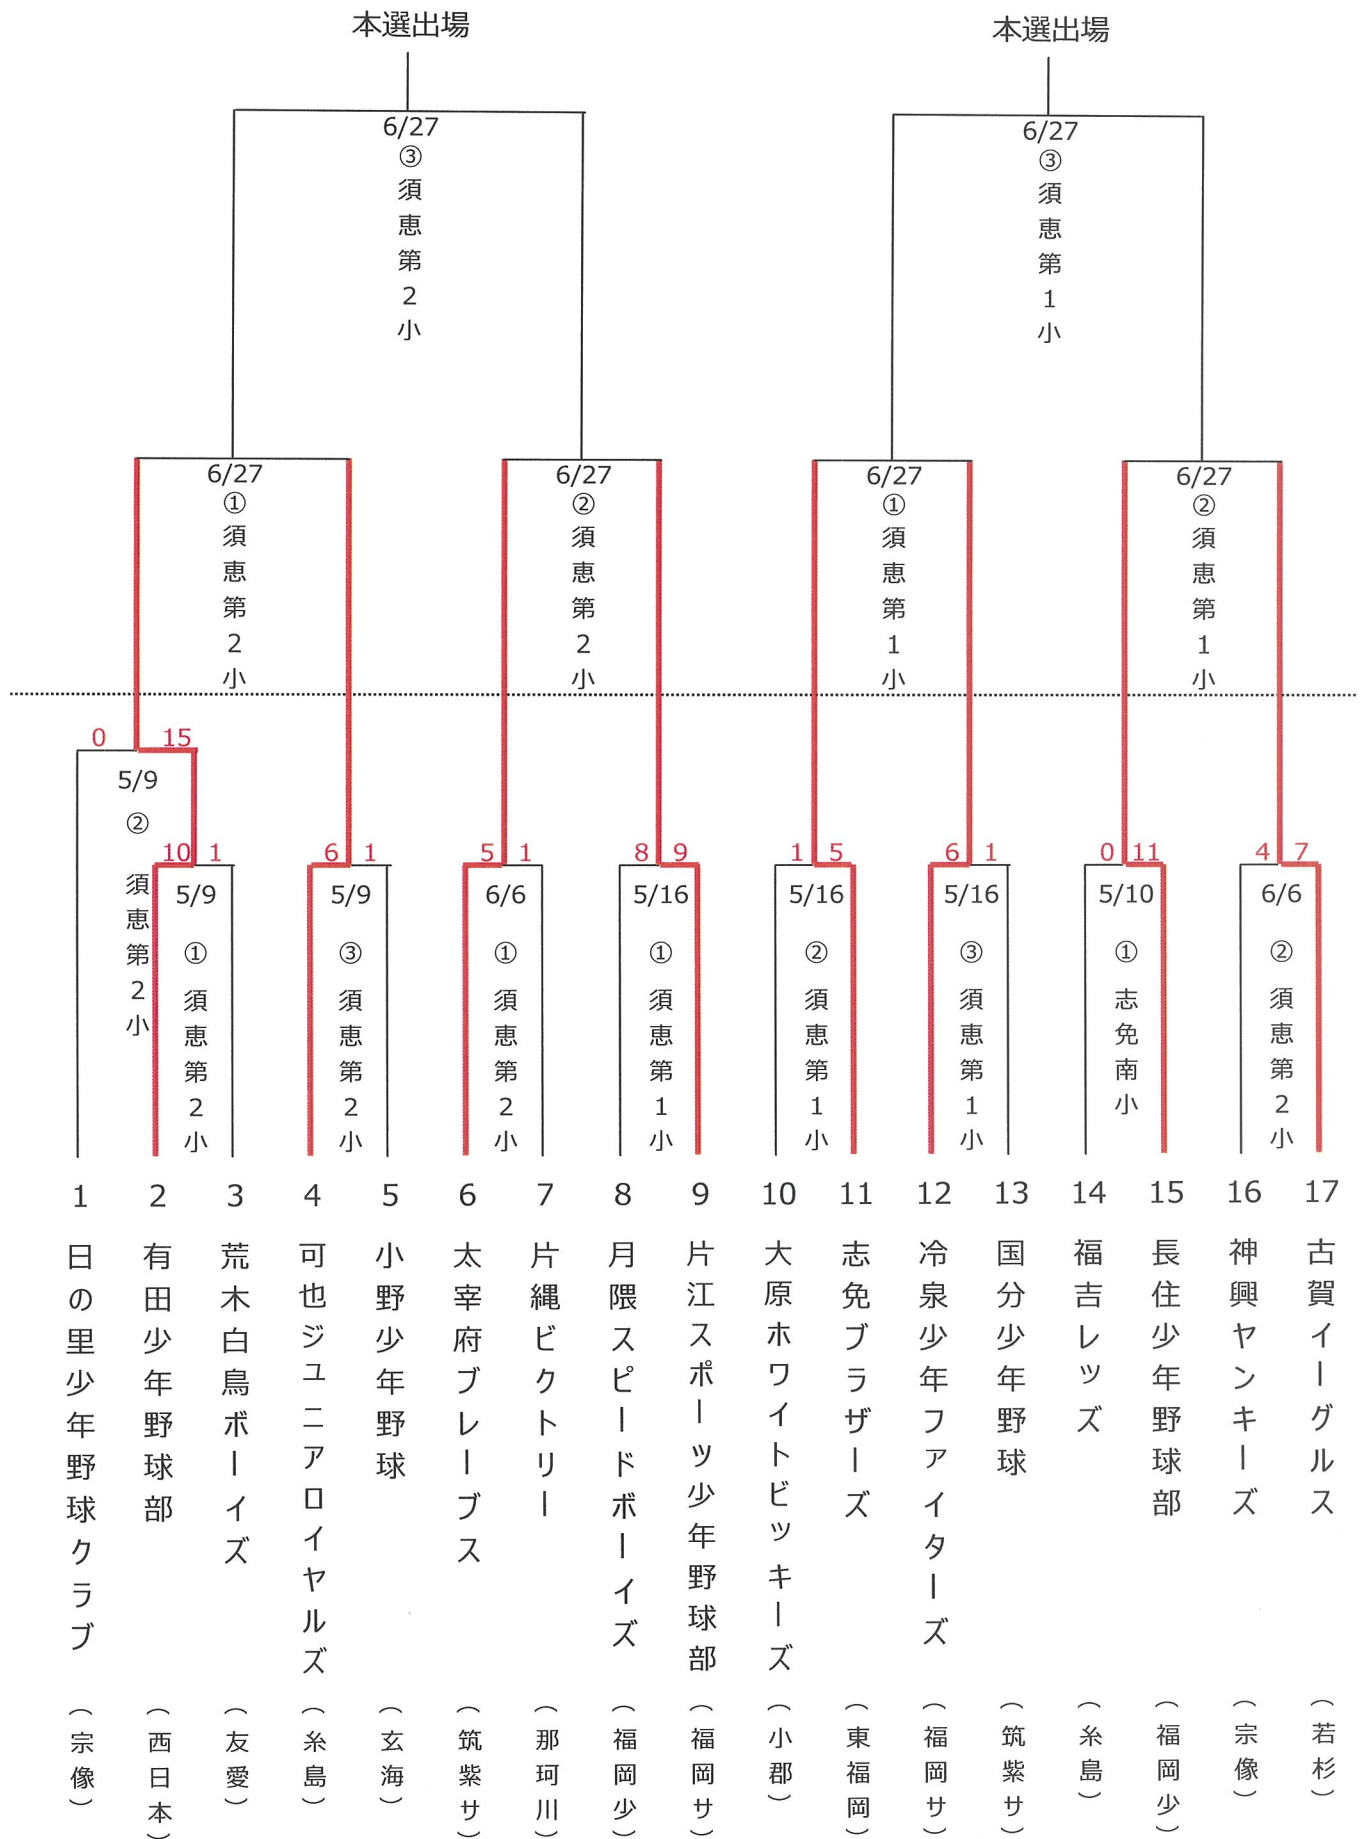 本選出場
本選出場
6/27
③
須恵第2小
6/27
③
須恵第1小
6/27
①
須恵第2小
6/27
②
須恵第2小
6/27
①
須恵第1小
6/27
②
須恵第1小
0 15
5/9
②
須恵第2小
10 1
5/9
①
須恵第2小
6 1
5/9
③
須恵第2小
5 1
6/6
①
須恵第2小
8 9
5/16
①
須恵第1小
1 5
5/16
②
須恵第1小
6 1
5/16
③
須恵第1小
0 11
5/10
①
志免南小
4 7
6/6
②
須恵第2小
1
日の里少年野球クラブ
（宗像）
2
有田少年野球部
（西日本）
3
荒木白鳥ボーイズ
（友愛）
4
可也ジュニアロイヤルズ
（糸島）
5
小野少年野球
（玄海）
6
太宰府ブレーブス
（筑紫サ）
7
片縄ビクトリー
（那珂川）
8
月隈スピードボーイズ
（福岡少）
9
片江スポーツ少年野球部
（福岡サ）
10
大原ホワイトビッキーズ
（小郡）
11
志免ブラザーズ
（東福岡）
12
冷泉少年ファイターズ
（福岡サ）
13
国分少年野球
（筑紫サ）
14
福吉レッズ
（糸島）
15
長住少年野球部
（福岡少）
16
神興ヤンキーズ
（宗像）
17
古賀イーグルス
（若杉）